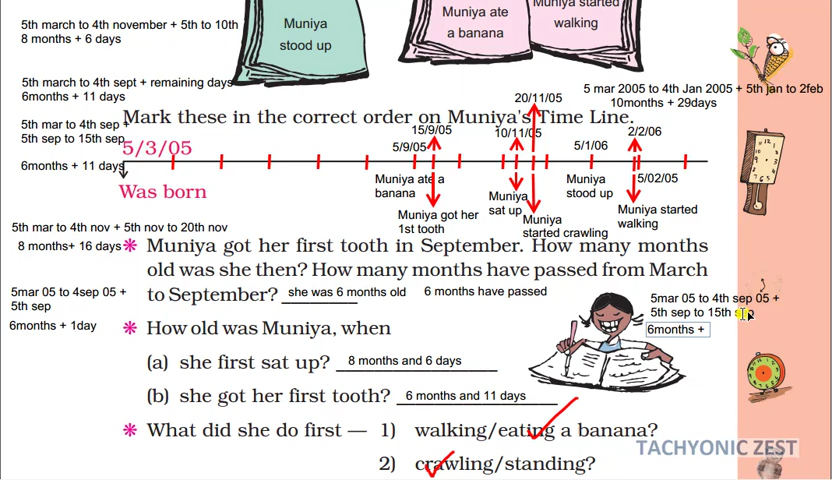 5th march to 4th november + 5th to 10th
8 months + 6 days
Muniya
stood up
Muniya ate
a banana
Muniya started
walking
5th march to 4th sept + remaining days
6months + 11 days
5 mar 2005 to 4th Jan 2005 + 5th jan to 2feb
10months + 29days
Mark these in the correct order on Muniya's Time Line.
5th mar to 4th sep +
5th sep to 15th sep
6months + 11 days
5/3/05
Was born
5/9/05
15/9/05
10/11/05
20/11/05
5/1/06
2/2/06
5/02/05
Muniya ate a
banana
Muniya got her
1st tooth
Muniya
sat up
Muniya
started crawling
Muniya
stood up
Muniya started
walking
5th mar to 4th nov + 5th nov to 20th nov
8 months+ 16 days
Muniya got her first tooth in September. How many months
old was she then? How many months have passed from March
to September? she was 6 months old 6 months have passed
5mar 05 to 4sep 05 +
5th sep
6months + 1day
5mar 05 to 4th sep 05 +
5th sep to 15th sep
6months +
How old was Muniya, when
(a) she first sat up? 8 months and 6 days
(b) she got her first tooth? 6 months and 11 days
What did she do first — 1) walking/eating a banana?
2) crawling/standing?
TACHYONIC ZEST